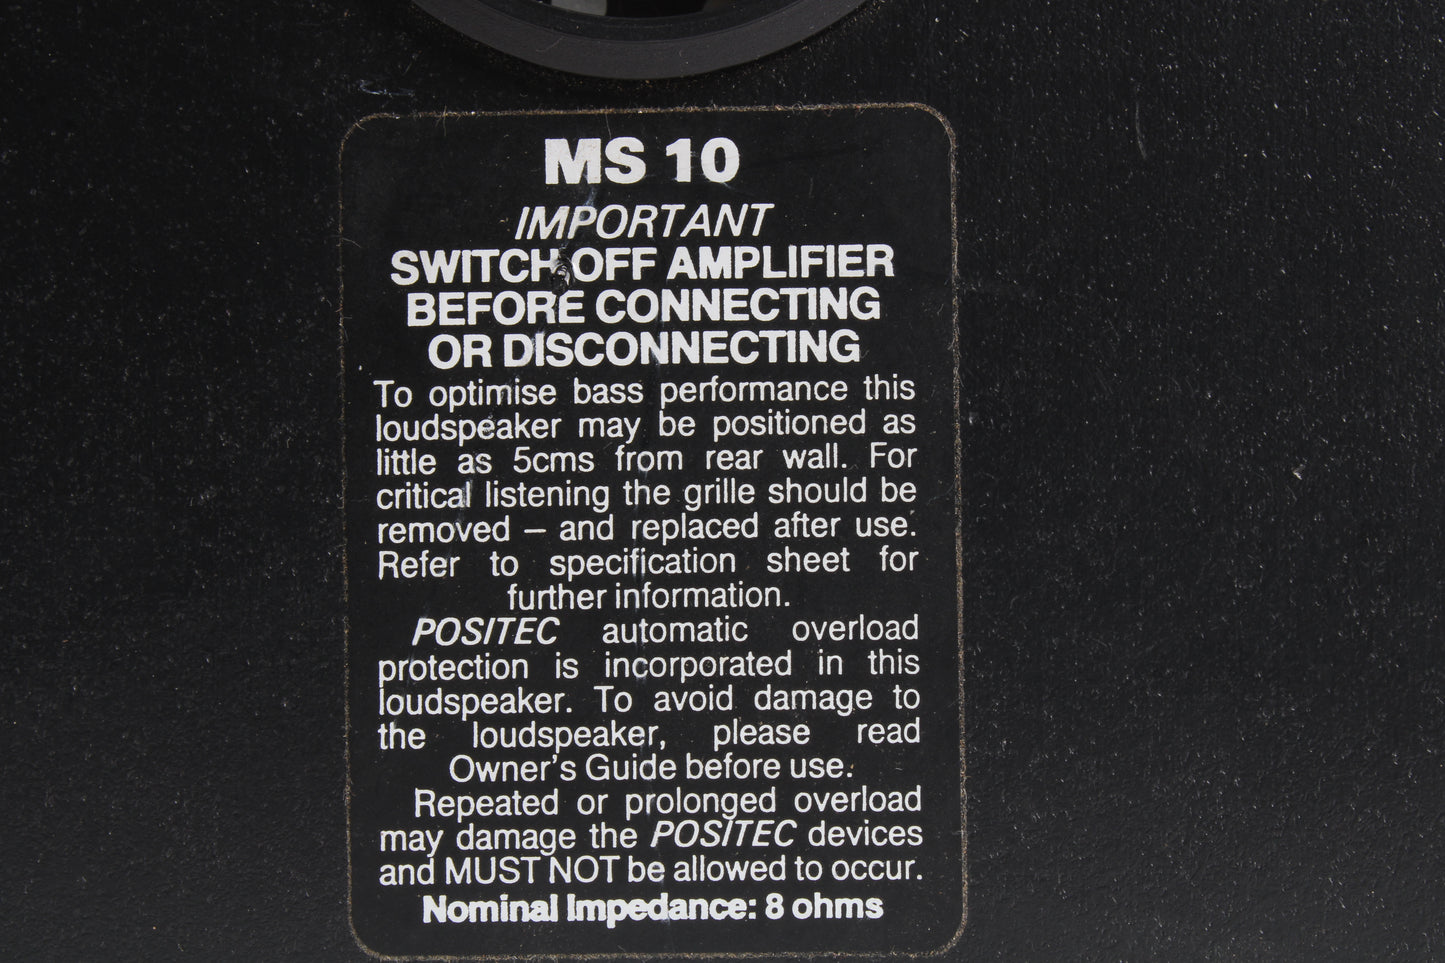 MS 10
IMPORTANT
SWITCH OFF AMPLIFIER
BEFORE CONNECTING
OR DISCONNECTING
To optimise bass performance this
loudspeaker may be positioned as
little as 5cms from rear wall. For
critical listening the grille should be
removed – and replaced after use.
Refer to specification sheet for
further information.
POSITEC automatic overload
protection is incorporated in this
loudspeaker. To avoid damage to
the loudspeaker, please read
Owner's Guide before use.
Repeated or prolonged overload
may damage the POSITEC devices
and MUST NOT be allowed to occur.
Nominal Impedance: 8 ohms